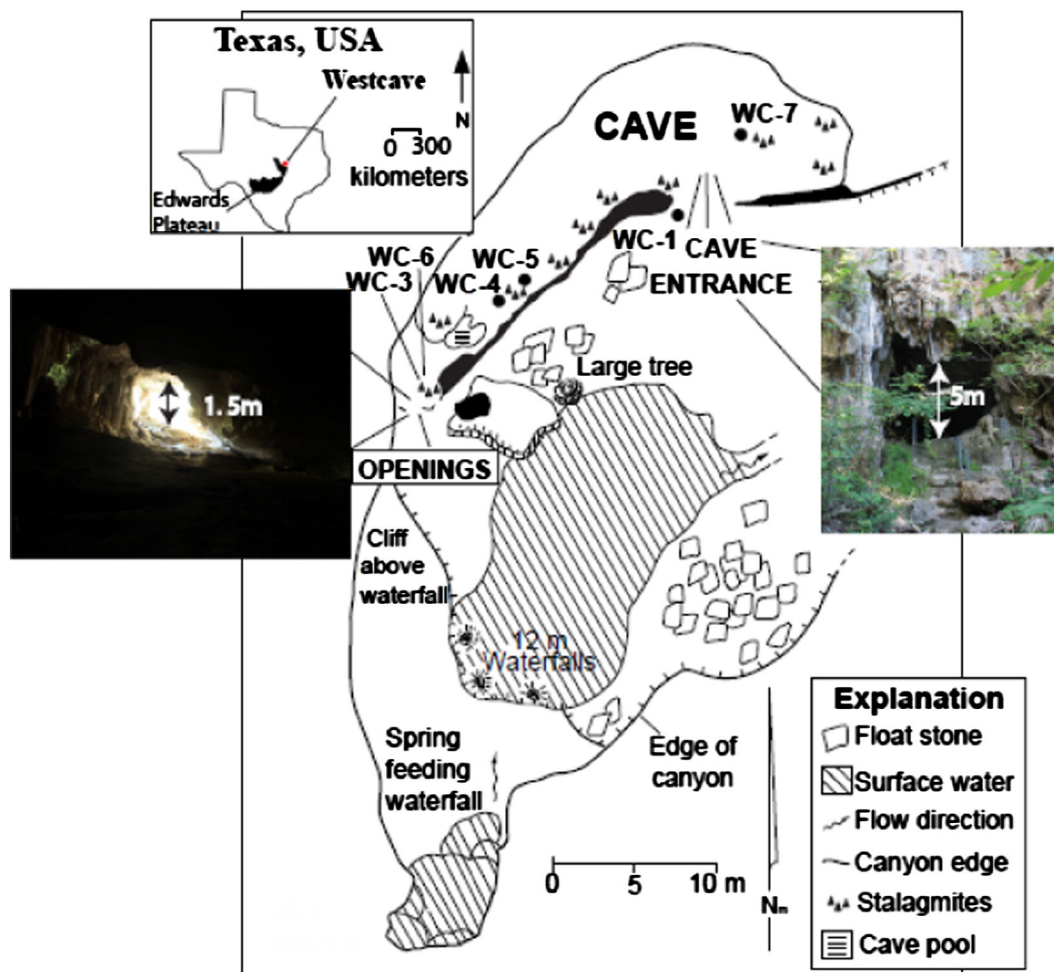 Texas, USA
Westcave
N
0 300
kilometers
Edwards
Plateau
CAVE
WC-7
WC-1
CAVE
ENTRANCE
WC-6
WC-3
WC-5
WC-4
1.5m
5m
Large tree
OPENINGS
Cliff
above
waterfall
12 m
Waterfalls
Spring
feeding
waterfall
Edge of
canyon
0 5 10 m
Nm
Explanation
Float stone
Surface water
Flow direction
Canyon edge
Stalagmites
Cave pool